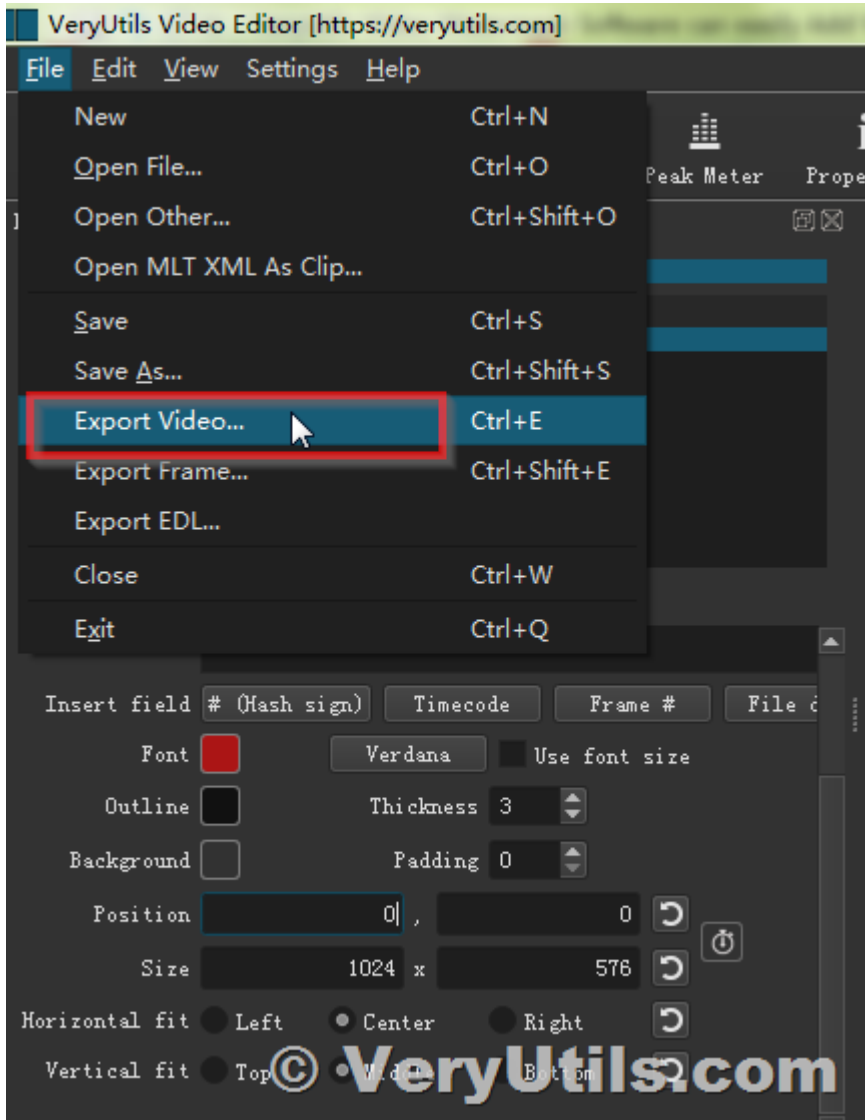 VeryUtils Video Editor [https://veryutils.com]
File Edit View Settings Help
New Ctrl+N
Open File... Ctrl+O
Peak Meter
Open Other... Ctrl+Shift+O
Open MLT XML As Clip...
Save Ctrl+S
Save As... Ctrl+Shift+S
Export Video... Ctrl+E
Export Frame... Ctrl+Shift+E
Export EDL...
Close Ctrl+W
Exit Ctrl+Q
Insert field # (Hash sign) Timecode Frame # File
Font Verdana Use font size
Outline Thickness 3
Background Padding 0
Position 0 , 0
Size 1024 x 576
Horizontal fit Left Center Right
Vertical fit Top Middle Bottom
© VeryUtils.com